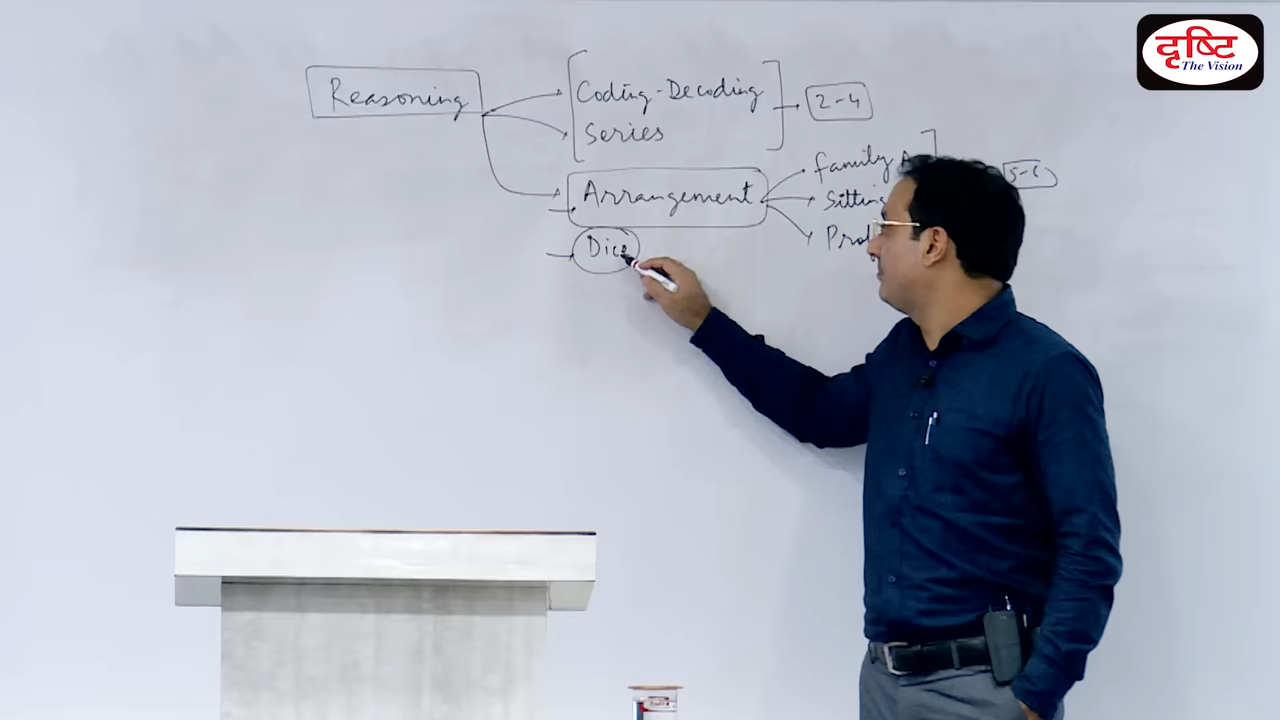 दृष्टि
The Vision
Reasoning
Coding-Decoding
Series
2-4
Arrangement
family
Sitting
5-6
Dice